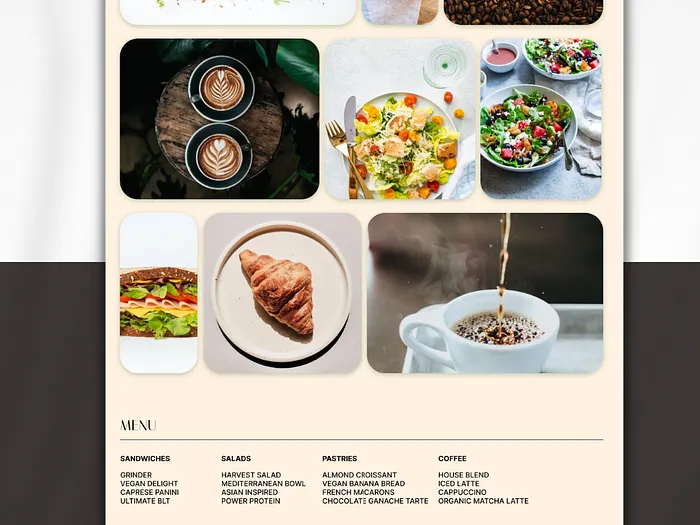 MENU
SANDWICHES
GRINDER
VEGAN DELIGHT
CAPRESE PANINI
ULTIMATE BLT
SALADS
HARVEST SALAD
MEDITERRANEAN BOWL
ASIAN INSPIRED
POWER PROTEIN
PASTRIES
ALMOND CROISSANT
VEGAN BANANA BREAD
FRENCH MACARONS
CHOCOLATE GANACHE TARTE
COFFEE
HOUSE BLEND
ICED LATTE
CAPPUCCINO
ORGANIC MATCHA LATTE